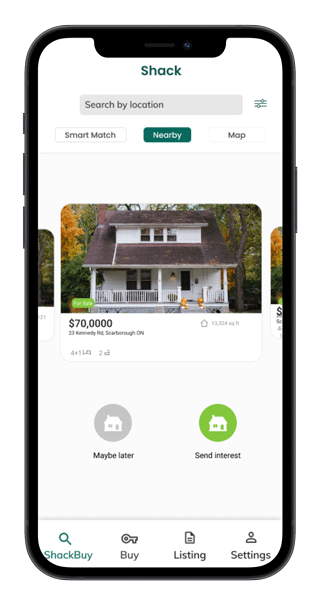 Shack
Search by location
Smart Match Nearby Map
For Sale
$70,0000 13,324 sq ft
23 Kennedy Rd, Scarborough ON
4+1 2
Maybe later Send interest
ShackBuy Buy Listing Settings